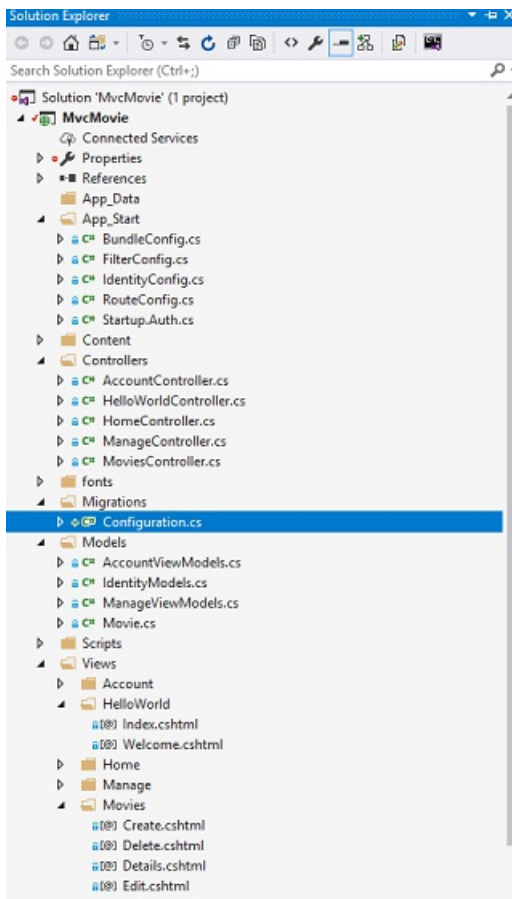 Solution Explorer
Search Solution Explorer (Ctrl+;)
Solution 'MvcMovie' (1 project)
MvcMovie
Connected Services
Properties
References
App_Data
App_Start
C# BundleConfig.cs
C# FilterConfig.cs
C# IdentityConfig.cs
C# RouteConfig.cs
C# Startup.Auth.cs
Content
Controllers
C# AccountController.cs
C# HelloWorldController.cs
C# HomeController.cs
C# ManageController.cs
C# MoviesController.cs
fonts
Migrations
C# Configuration.cs
Models
C# AccountViewModels.cs
C# IdentityModels.cs
C# ManageViewModels.cs
C# Movie.cs
Scripts
Views
Account
HelloWorld
[@] Index.cshtml
[@] Welcome.cshtml
Home
Manage
Movies
[@] Create.cshtml
[@] Delete.cshtml
[@] Details.cshtml
[@] Edit.cshtml